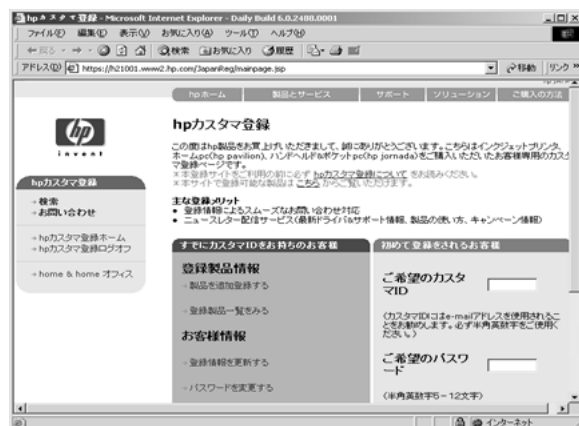 hpカスタマ登録 - Microsoft Internet Explorer - Daily Build 6.0.2480.0001
ファイル(F) 編集(E) 表示(V) お気に入り(A) ツール(T) ヘルプ(H)
戻る 検索 お気に入り 履歴
アドレス(D) https://h21001.www2.hp.com/JapanReg/mainpage.jsp 移動 リンク »
hpホーム 製品とサービス サポート ソリューション ご購入の方法
hp
invent
hpカスタマ登録
検索
お問い合わせ
hpカスタマ登録ホーム
hpカスタマ登録ログオフ
home & home オフィス
hpカスタマ登録
この度はhp製品をお買上げいただきまして、誠にありがとうございます。こちらはインクジェットプリンタ、
ホームpc(hp pavilion)、ハンドヘルド&ポケットpc(hp jornada)をご購入いただいたお客様専用のカスタ
マ登録ページです。
※本登録サイトをご利用の前に必ず hpカスタマ登録について をお読みください。
※本サイトで登録可能な製品は こちら からご覧いただけます。
主な登録メリット
● 登録情報によるスムーズなお問い合わせ対応
● ニュースレター配信サービス(最新ドライバ&サポート情報、製品の使い方、キャンペーン情報)
すでにカスタマIDをお持ちのお客様
登録製品情報
製品を追加登録する
登録製品一覧をみる
お客様情報
登録情報を更新する
パスワードを変更する
初めて登録をされるお客様
ご希望のカスタ
マID
(カスタマIDにはe-mailアドレスを使用されるこ
とをお勧めします。必ず半角英数字をご使用く
ださい。)
ご希望のパスワ
ード
(半角英数字5-12文字)
インターネット